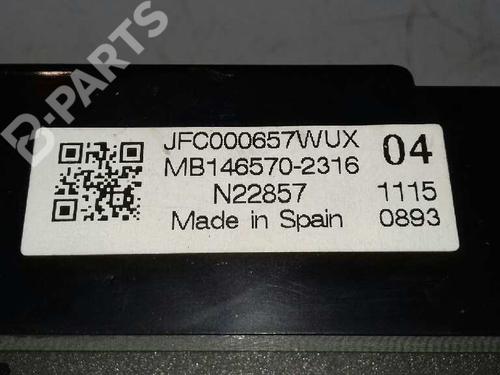 B-PARTS
JFC000657WUX 04
MB146570-2316
N22857 1115
Made in Spain 0893